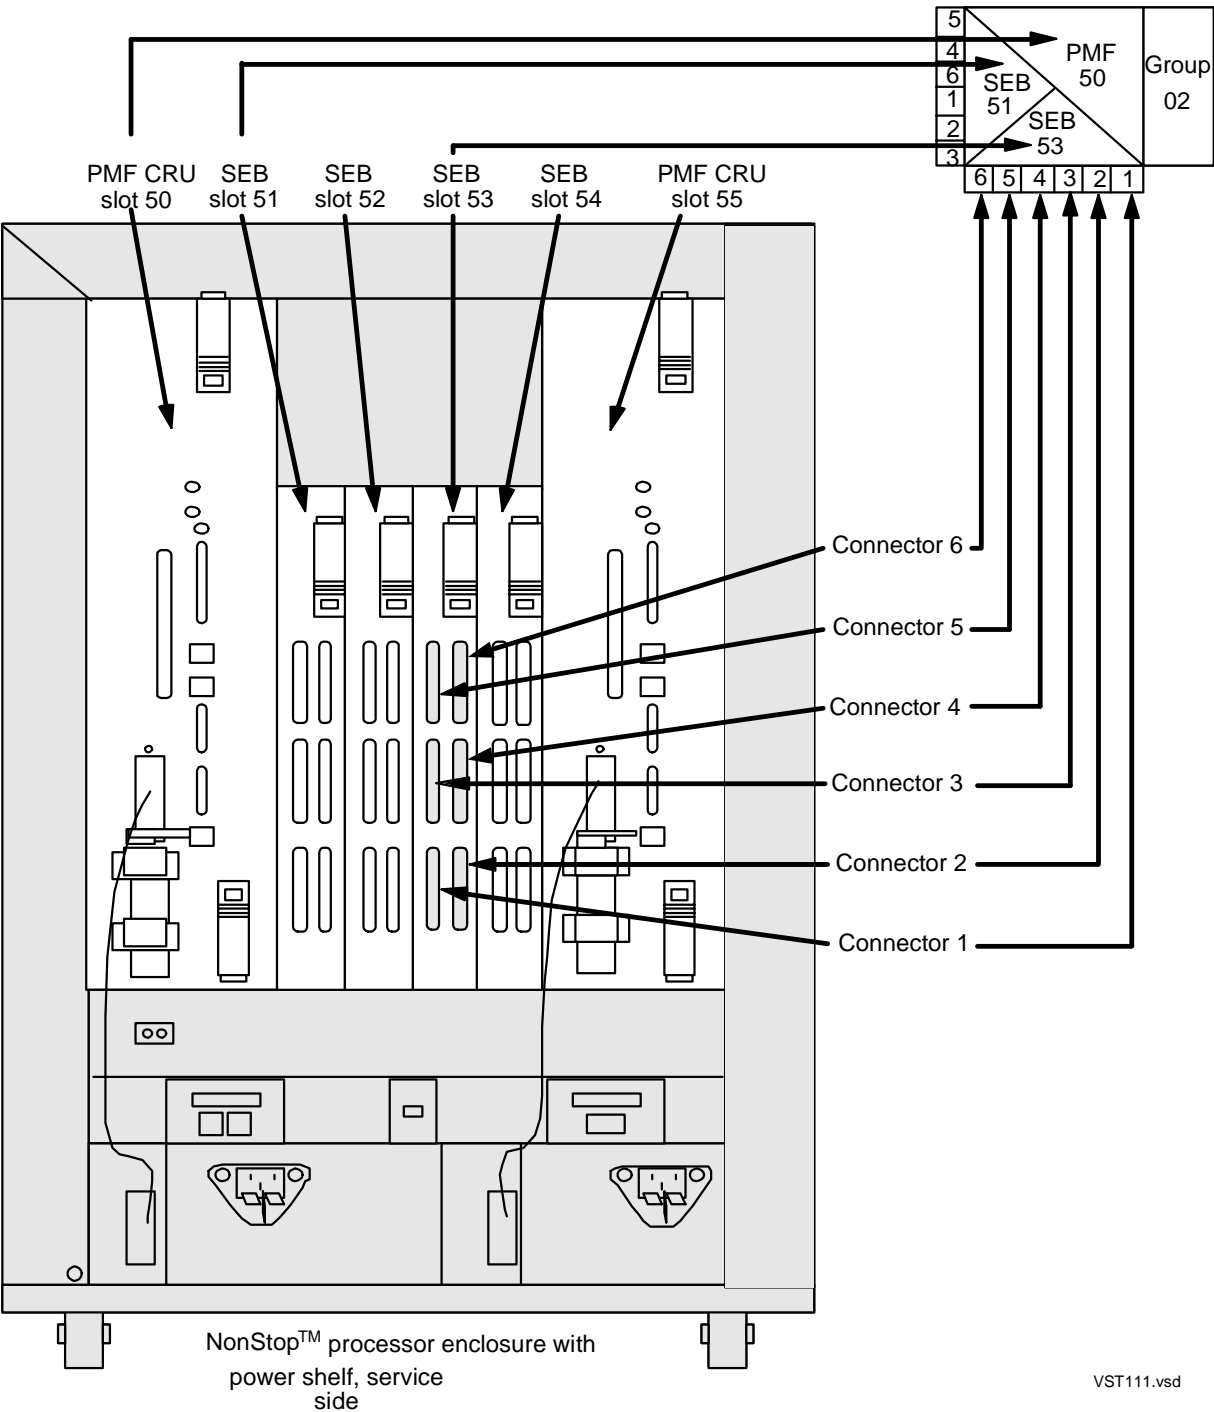 5
4
6
1
2
3
PMF
50
SEB
51
SEB
53
Group
02
6 5 4 3 2 1
PMF CRU
slot 50
SEB
slot 51
SEB
slot 52
SEB
slot 53
SEB
slot 54
PMF CRU
slot 55
Connector 6
Connector 5
Connector 4
Connector 3
Connector 2
Connector 1
NonStop™ processor enclosure with
power shelf, service
side
VST111.vsd